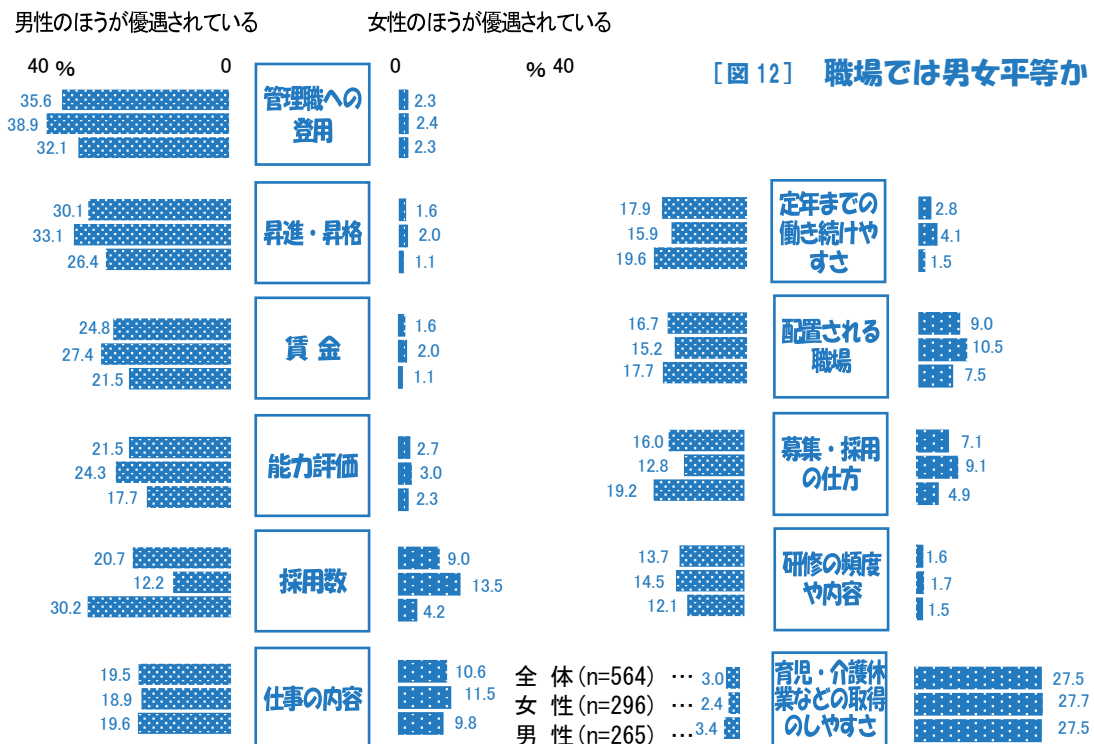 男性のほうが優遇されている 女性のほうが優遇されている
40 % 0 0 % 40
[図 12] 職場では男女平等か
管理職への
登用
35.6 2.3
38.9 2.4
32.1 2.3
昇進・昇格
30.1 1.6
33.1 2.0
26.4 1.1
賃 金
24.8 1.6
27.4 2.0
21.5 1.1
能力評価
21.5 2.7
24.3 3.0
17.7 2.3
採用数
20.7 9.0
12.2 13.5
30.2 4.2
仕事の内容
19.5 10.6
18.9 11.5
19.6 9.8
定年までの
働き続けや
すさ
17.9 2.8
15.9 4.1
19.6 1.5
配置される
職場
16.7 9.0
15.2 10.5
17.7 7.5
募集・採用
の仕方
16.0 7.1
12.8 9.1
19.2 4.9
研修の頻度
や内容
13.7 1.6
14.5 1.7
12.1 1.5
育児・介護休
業などの取得
のしやすさ
全 体(n=564) … 3.0 27.5
女 性(n=296) … 2.4 27.7
男 性(n=265) … 3.4 27.5